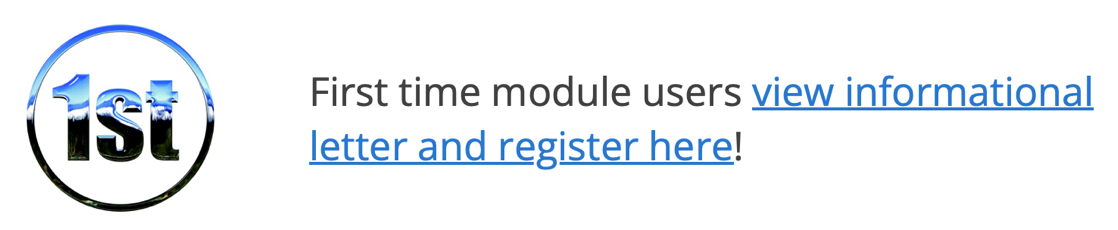 1st
First time module users view informational
letter and register here!